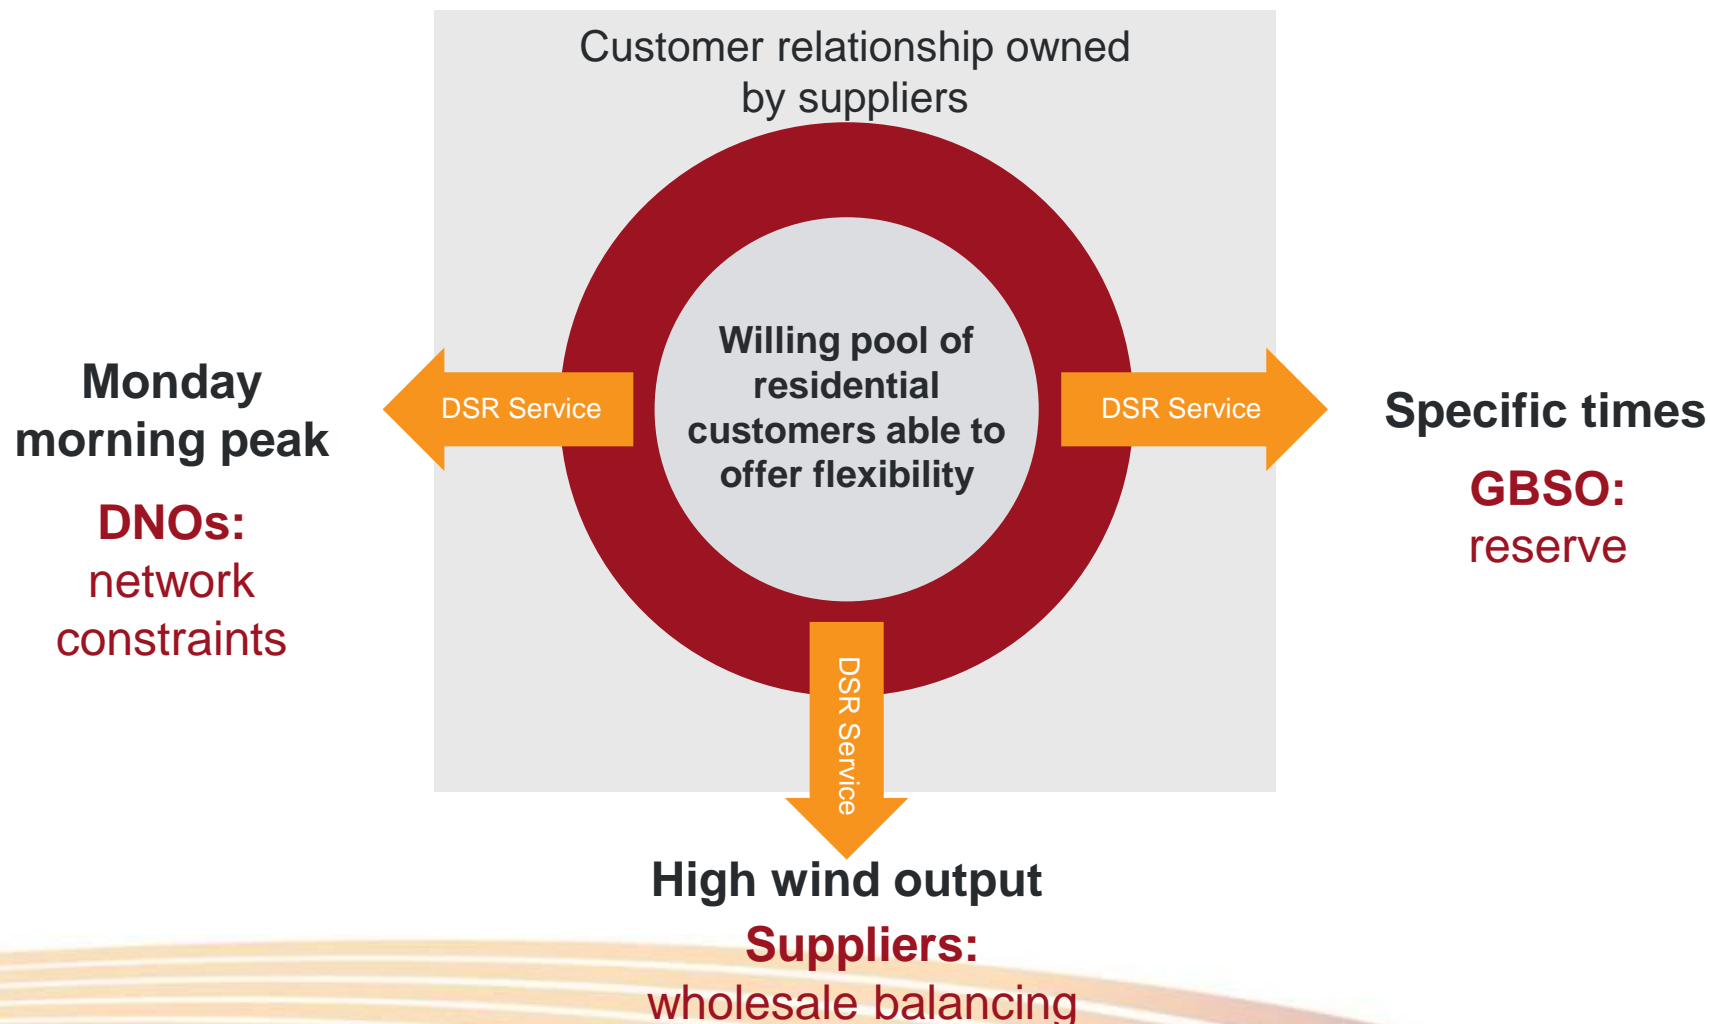 Customer relationship owned
by suppliers
Willing pool of
residential
customers able to
offer flexibility
DSR Service
Monday
morning peak
DNOs:
network
constraints
DSR Service
Specific times
GBSO:
reserve
DSR Service
High wind output
Suppliers:
wholesale balancing